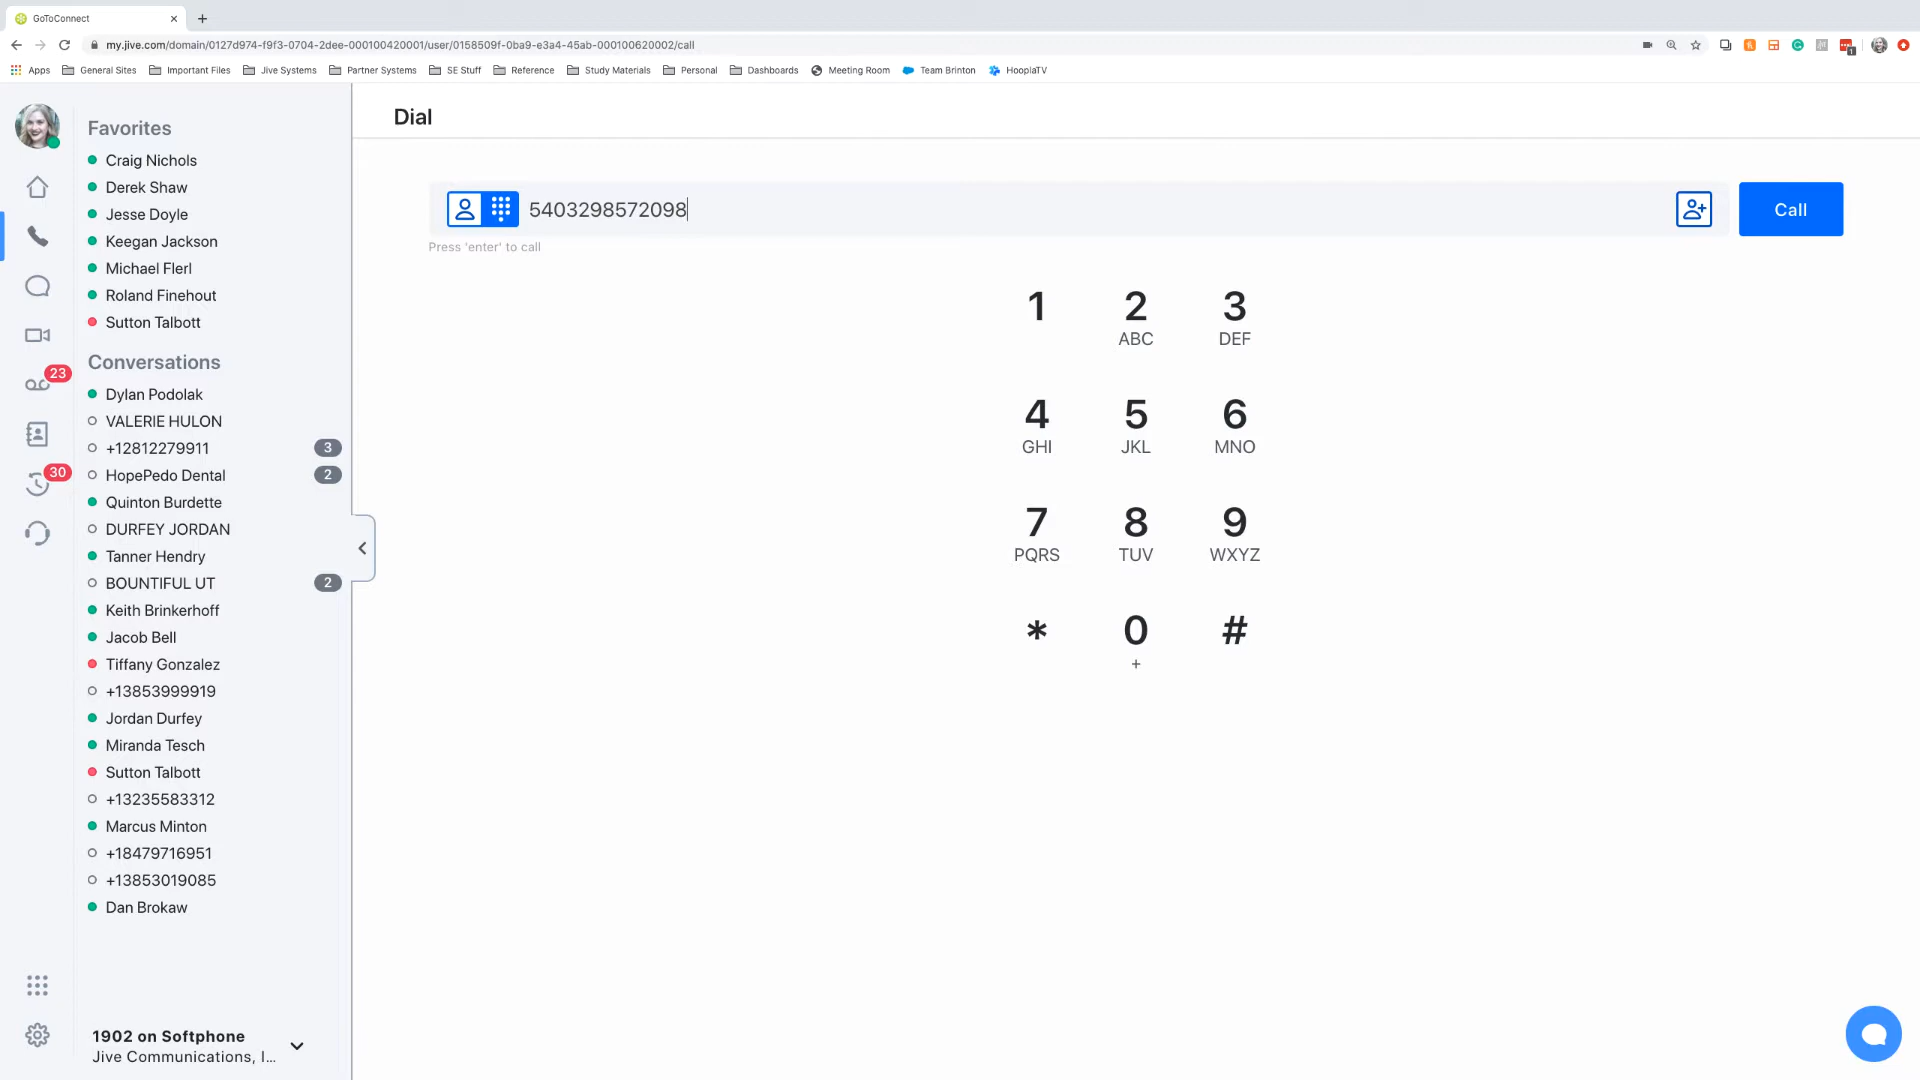 GoToConnect
my.jive.com/domain/0127d974-f9f3-0704-2dee-000100420001/user/0158509f-0ba9-e3a4-45ab-000100620002/call
Apps General Sites Important Files Jive Systems Partner Systems SE Stuff Reference Study Materials Personal Dashboards Meeting Room Team Brinton HooplaTV
Favorites
Craig Nichols
Derek Shaw
Jesse Doyle
Keegan Jackson
Michael Flerl
Roland Finehout
Sutton Talbott
Conversations
Dylan Podolak
VALERIE HULON
+12812279911 3
HopePedo Dental 2
Quinton Burdette
DURFEY JORDAN
Tanner Hendry
BOUNTIFUL UT 2
Keith Brinkerhoff
Jacob Bell
Tiffany Gonzalez
+13853999919
Jordan Durfey
Miranda Tesch
Sutton Talbott
+13235583312
Marcus Minton
+18479716951
+13853019085
Dan Brokaw
23
30
1902 on Softphone
Jive Communications, I...
Dial
5403298572098
Call
Press 'enter' to call
1 2 3
ABC DEF
4 5 6
GHI JKL MNO
7 8 9
PQRS TUV WXYZ
* 0 #
+